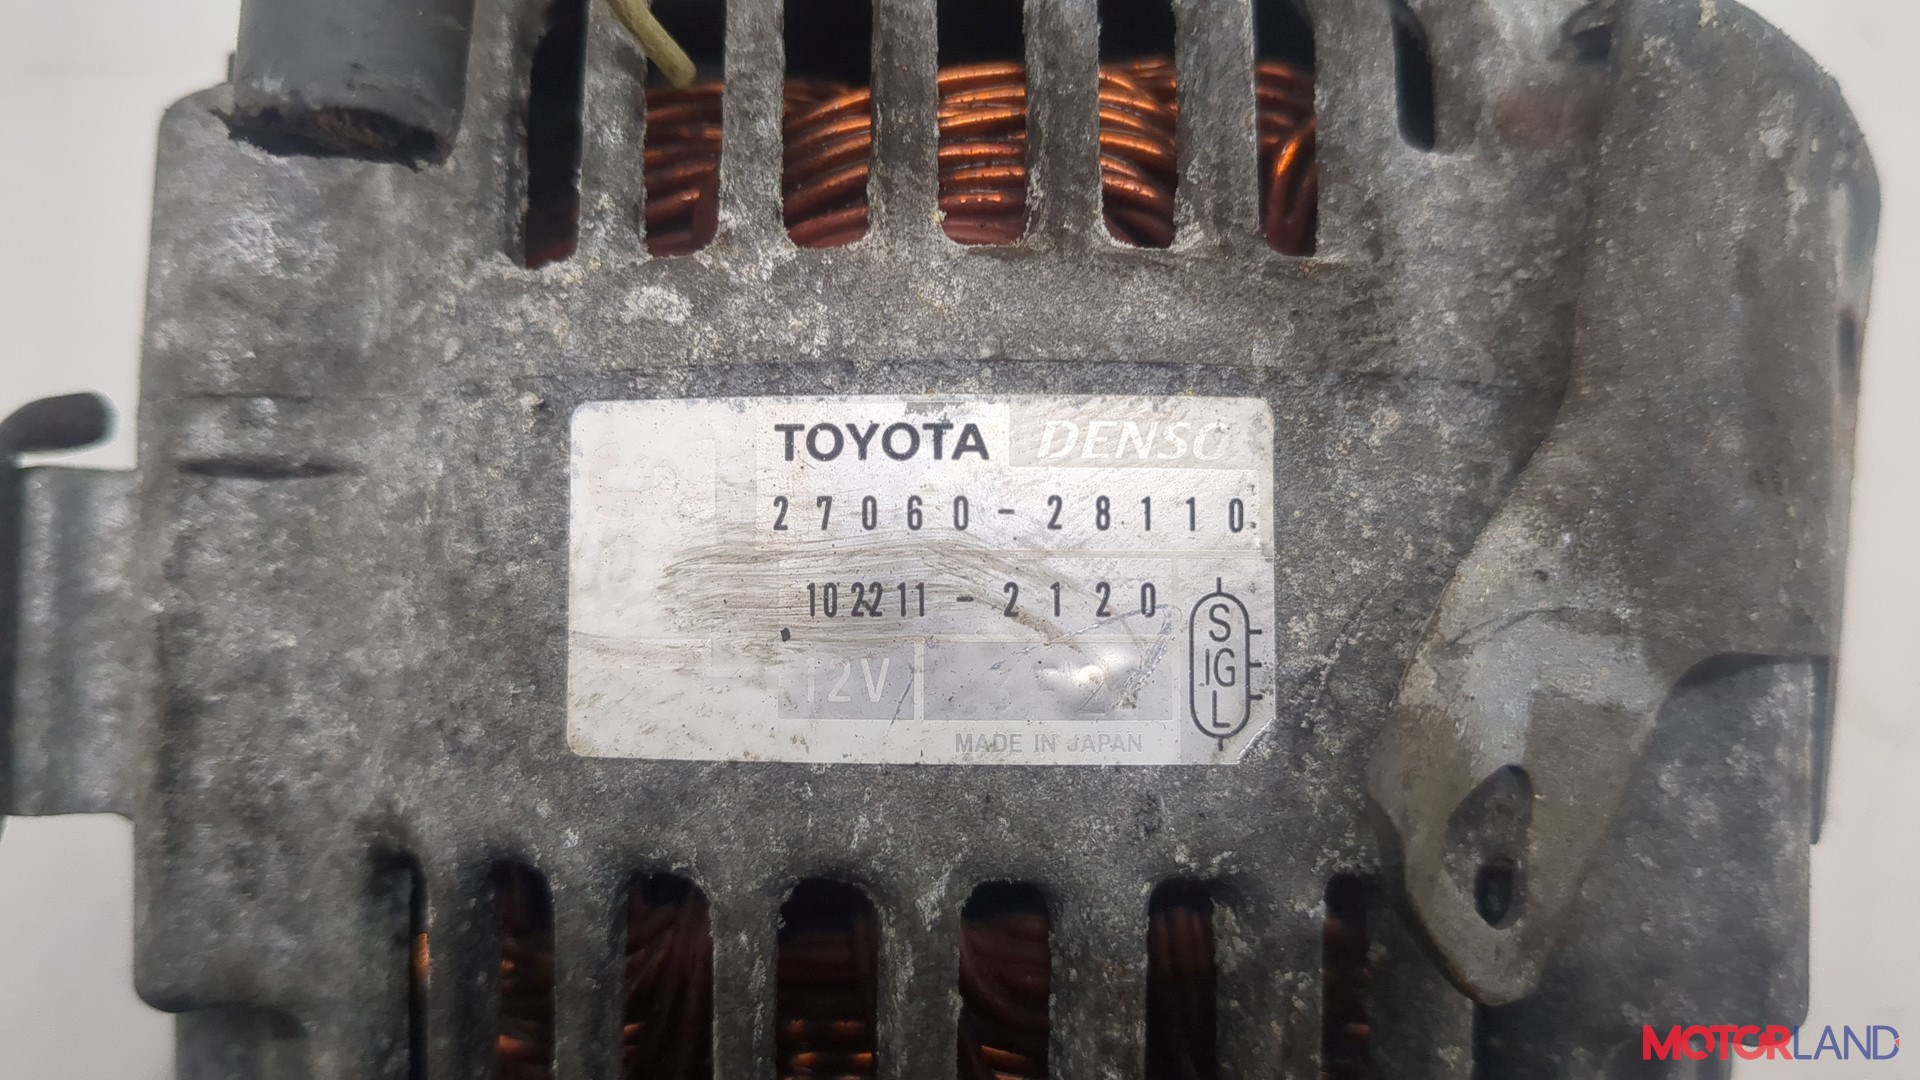 TOYOTA DENSO
27060-28110
102211-2120
12V
S
IG
L
MADE IN JAPAN
MOTORLAND